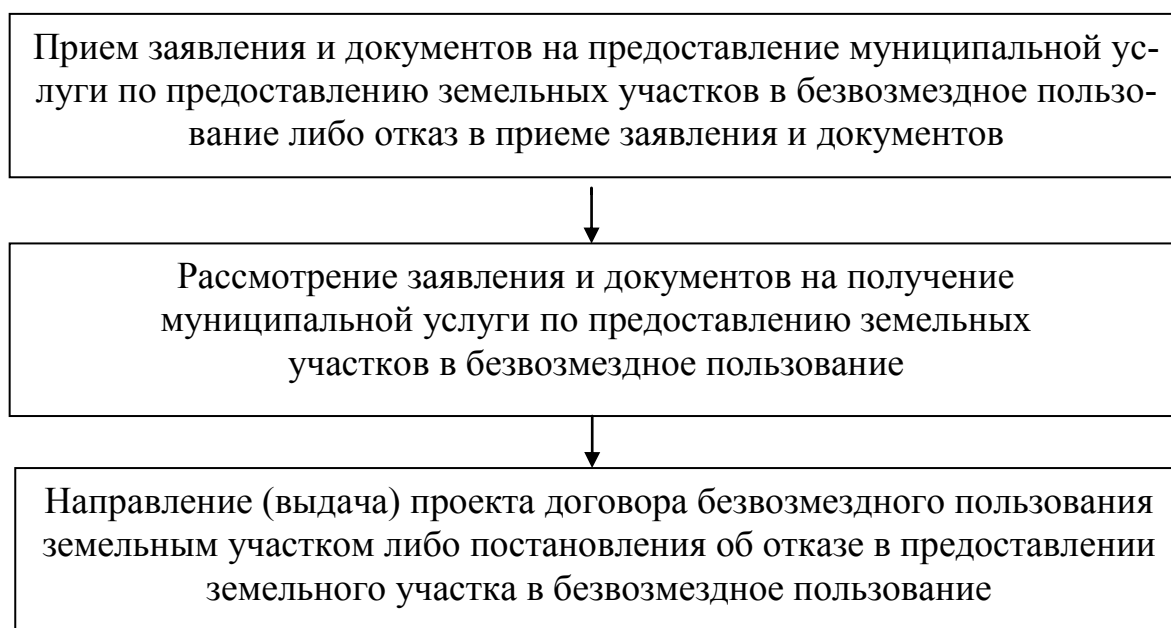 Прием заявления и документов на предоставление муниципальной ус-
луги по предоставлению земельных участков в безвозмездное пользо-
вание либо отказ в приеме заявления и документов
Рассмотрение заявления и документов на получение
муниципальной услуги по предоставлению земельных
участков в безвозмездное пользование
Направление (выдача) проекта договора безвозмездного пользования
земельным участком либо постановления об отказе в предоставлении
земельного участка в безвозмездное пользование